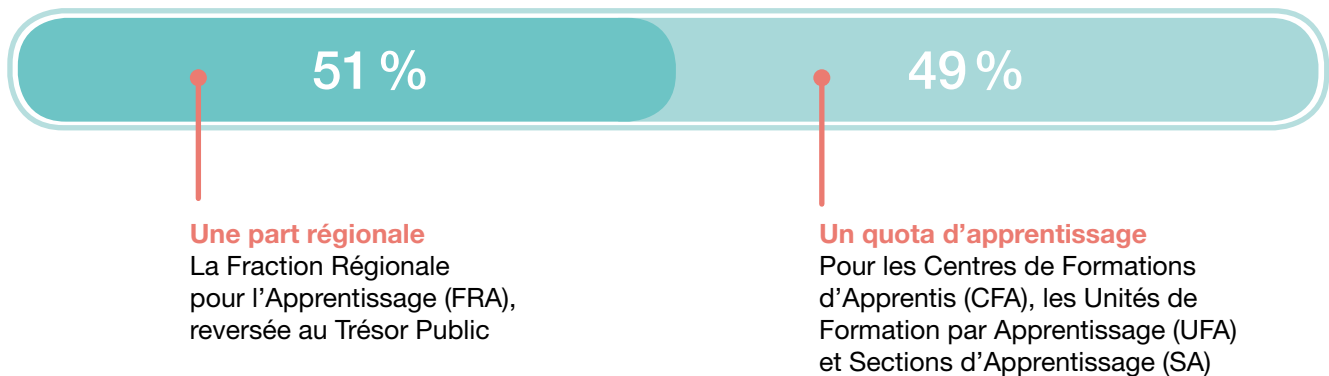 51 %
49 %
Une part régionale
La Fraction Régionale
pour l’Apprentissage (FRA),
reversée au Trésor Public
Un quota d’apprentissage
Pour les Centres de Formations
d’Apprentis (CFA), les Unités de
Formation par Apprentissage (UFA)
et Sections d’Apprentissage (SA)